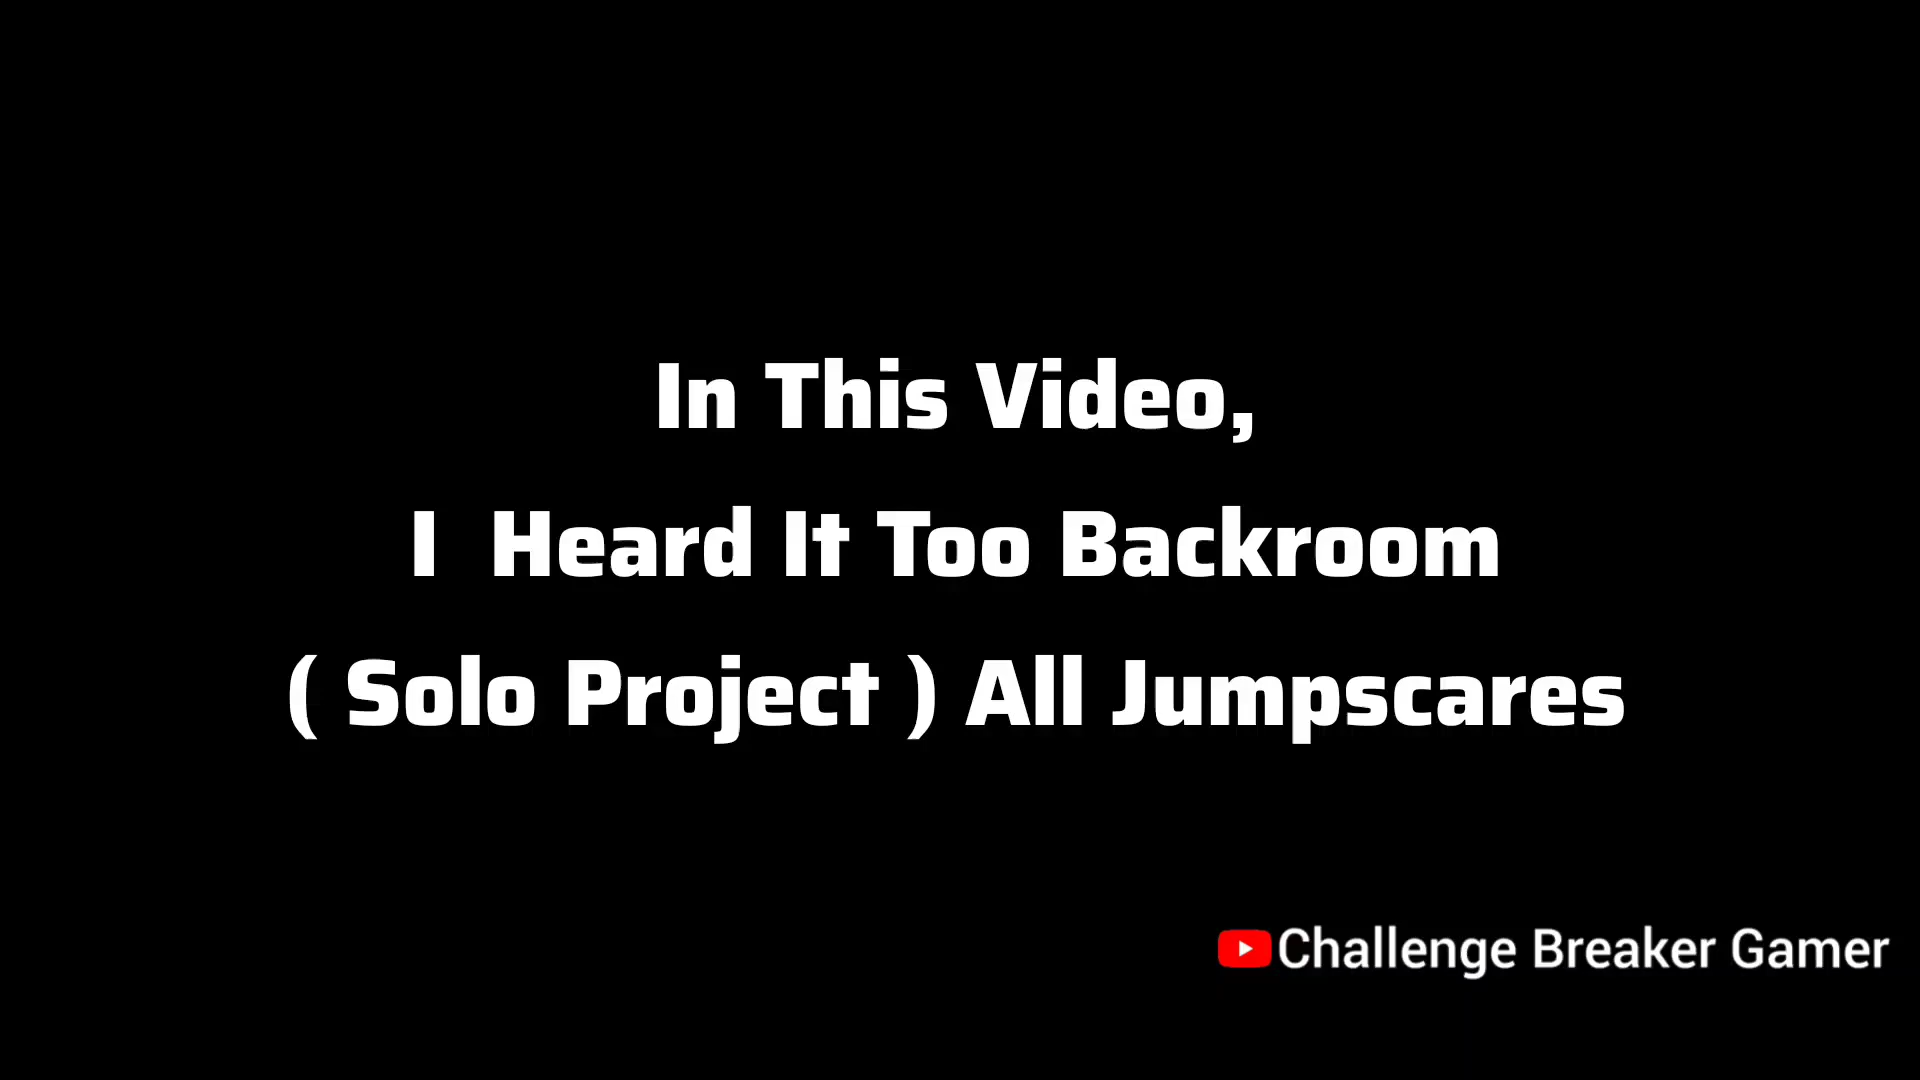 In This Video,
I  Heard It Too Backroom
( Solo Project ) All Jumpscares
Challenge Breaker Gamer